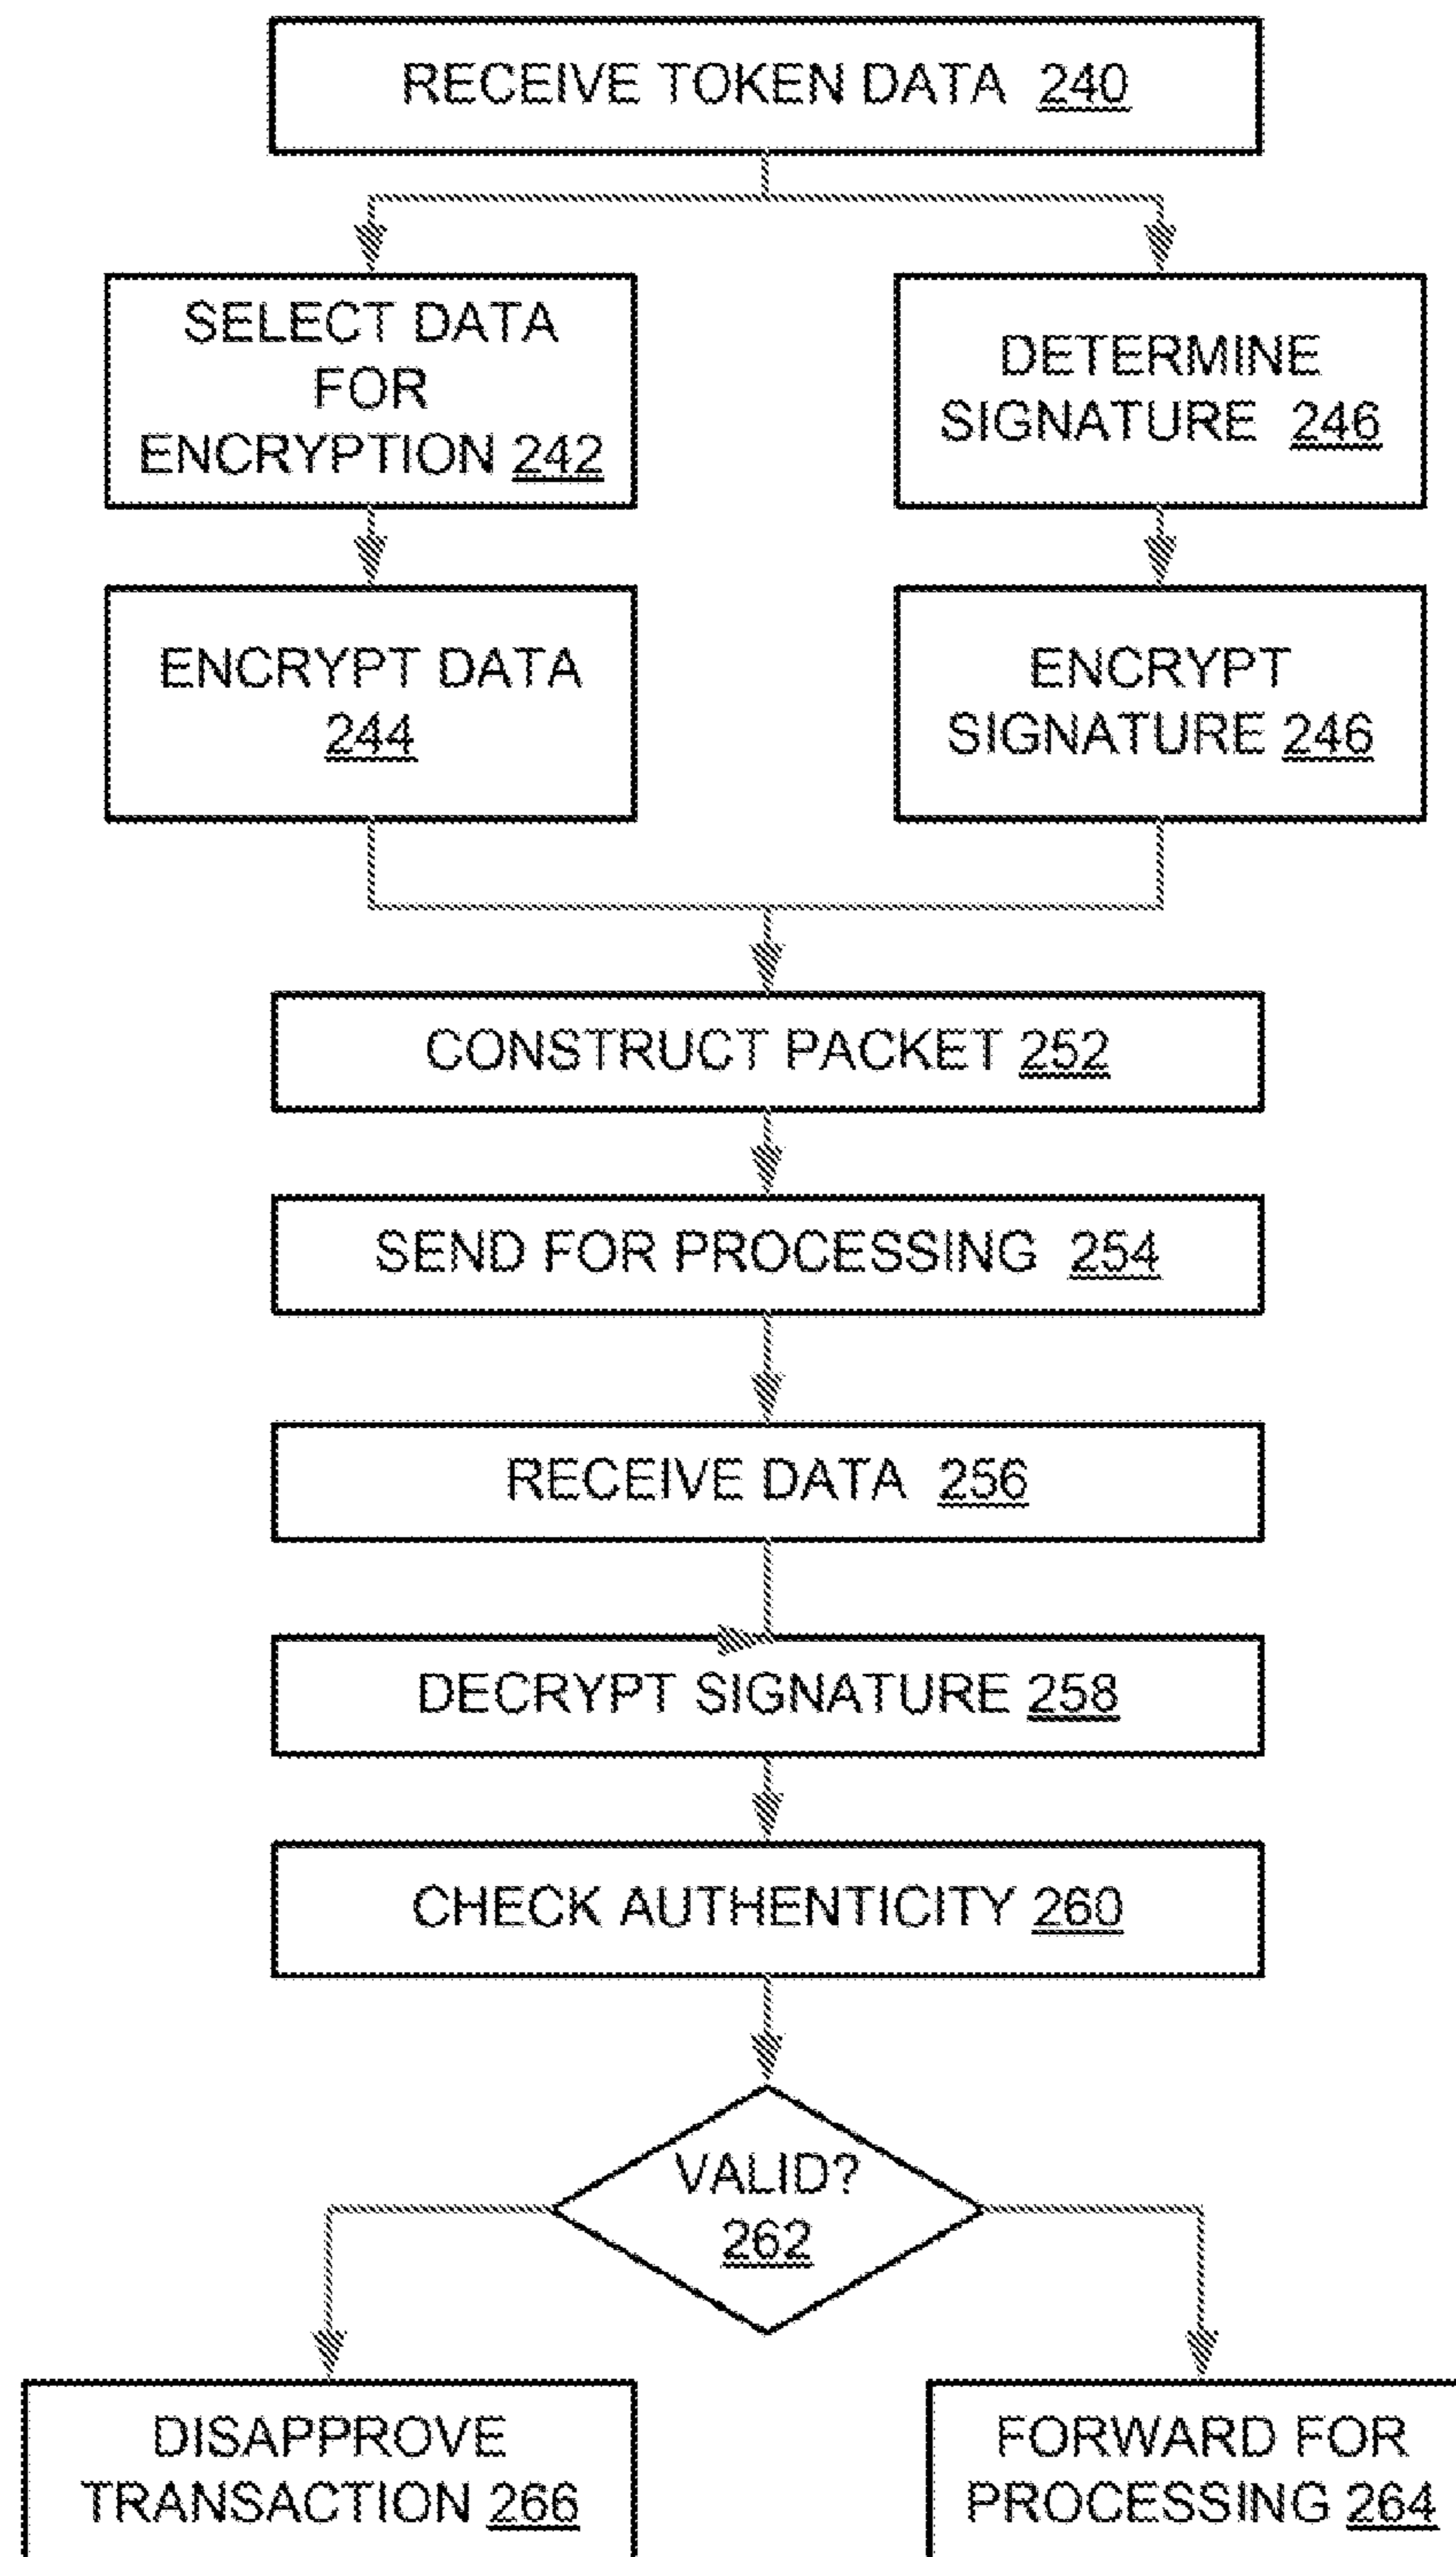 RECEIVE TOKEN DATA 240
SELECT DATA
FOR
ENCRYPTION 242
DETERMINE
SIGNATURE 246
ENCRYPT DATA
244
ENCRYPT
SIGNATURE 246
CONSTRUCT PACKET 252
SEND FOR PROCESSING 254
RECEIVE DATA 256
DECRYPT SIGNATURE 258
CHECK AUTHENTICITY 260
VALID?
262
DISAPPROVE
TRANSACTION 266
FORWARD FOR
PROCESSING 264